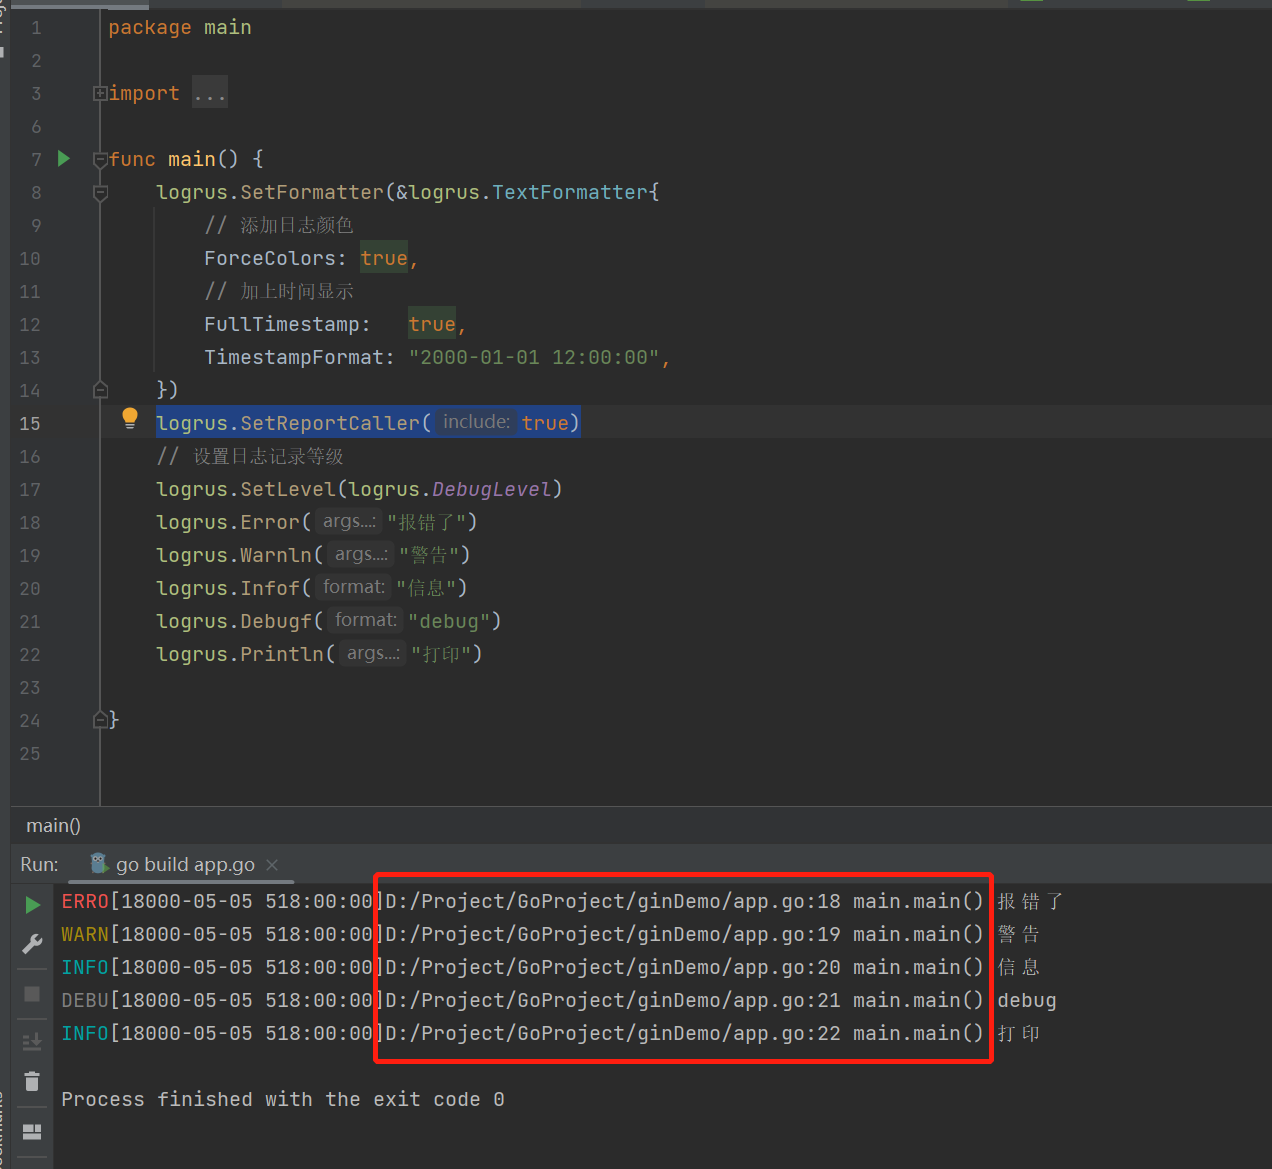 1 package main
2
3 import ...
6
7 func main() {
8 logrus.SetFormatter(&logrus.TextFormatter{
9 // 添加日志颜色
10 ForceColors: true,
11 // 加上时间显示
12 FullTimestamp: true,
13 TimestampFormat: "2000-01-01 12:00:00",
14 })
15 logrus.SetReportCaller( include: true)
16 // 设置日志记录等级
17 logrus.SetLevel(logrus.DebugLevel)
18 logrus.Error( args...: "报错了")
19 logrus.Warnln( args...: "警告")
20 logrus.Infof( format: "信息")
21 logrus.Debugf( format: "debug")
22 logrus.Println( args...: "打印")
23
24 }
25
main()
Run: go build app.go
ERRO[18000-05-05 518:00:00]D:/Project/GoProject/ginDemo/app.go:18 main.main() 报错了
WARN[18000-05-05 518:00:00]D:/Project/GoProject/ginDemo/app.go:19 main.main() 警告
INFO[18000-05-05 518:00:00]D:/Project/GoProject/ginDemo/app.go:20 main.main() 信息
DEBU[18000-05-05 518:00:00]D:/Project/GoProject/ginDemo/app.go:21 main.main() debug
INFO[18000-05-05 518:00:00]D:/Project/GoProject/ginDemo/app.go:22 main.main() 打印
Process finished with the exit code 0